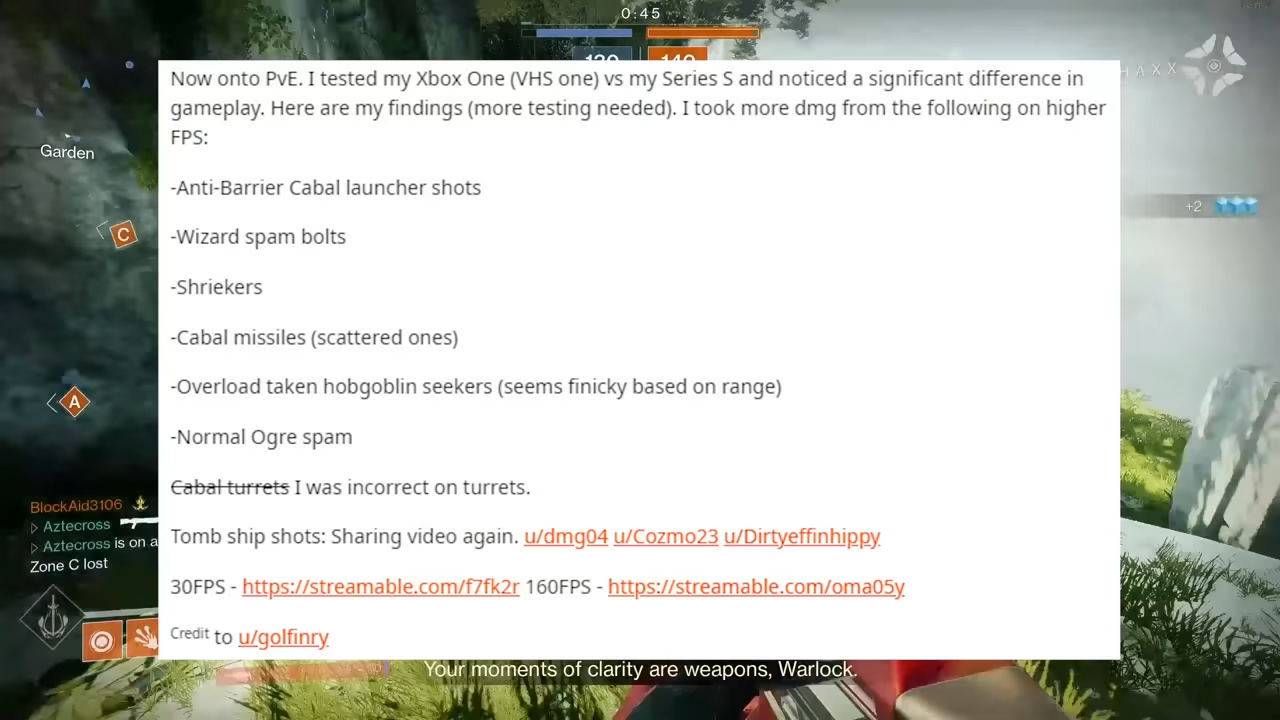 0:45
Now onto PvE. I tested my Xbox One (VHS one) vs my Series S and noticed a significant difference in
gameplay. Here are my findings (more testing needed). I took more dmg from the following on higher
FPS:
Garden
-Anti-Barrier Cabal launcher shots
+2
C
-Wizard spam bolts
-Shriekers
-Cabal missiles (scattered ones)
-Overload taken hobgoblin seekers (seems finicky based on range)
A
-Normal Ogre spam
Cabal turrets I was incorrect on turrets.
BlockAid3106
Aztecross
Aztecross is on a
Zone C lost
Tomb ship shots: Sharing video again. u/dmg04 u/Cozmo23 u/Dirtyeffinhippy
30FPS - https://streamable.com/f7fk2r 160FPS - https://streamable.com/oma05y
Credit to u/golfinry
Your moments of clarity are weapons, Warlock.